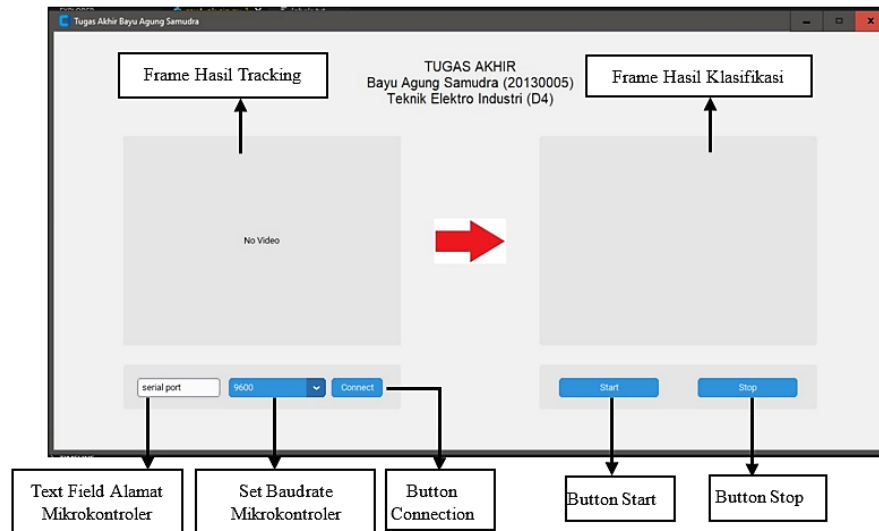 Tugas Akhir Bayu Agung Samudra
TUGAS AKHIR
Bayu Agung Samudra (20130005)
Teknik Elektro Industri (D4)
Frame Hasil Tracking
Frame Hasil Klasifikasi
No Video
serial port
9600
Connect
Start
Stop
Text Field Alamat
Mikrokontroler
Set Baudrate
Mikrokontroler
Button
Connection
Button Start
Button Stop